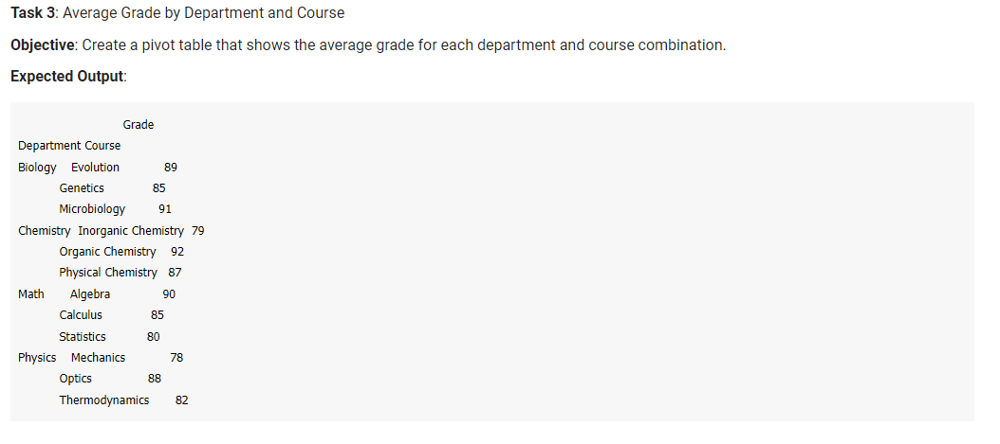 Task 3: Average Grade by Department and Course
Objective: Create a pivot table that shows the average grade for each department and course combination.
Expected Output:
Grade
Department Course
Biology Evolution 89
Genetics 85
Microbiology 91
Chemistry Inorganic Chemistry 79
Organic Chemistry 92
Physical Chemistry 87
Math Algebra 90
Calculus 85
Statistics 80
Physics Mechanics 78
Optics 88
Thermodynamics 82